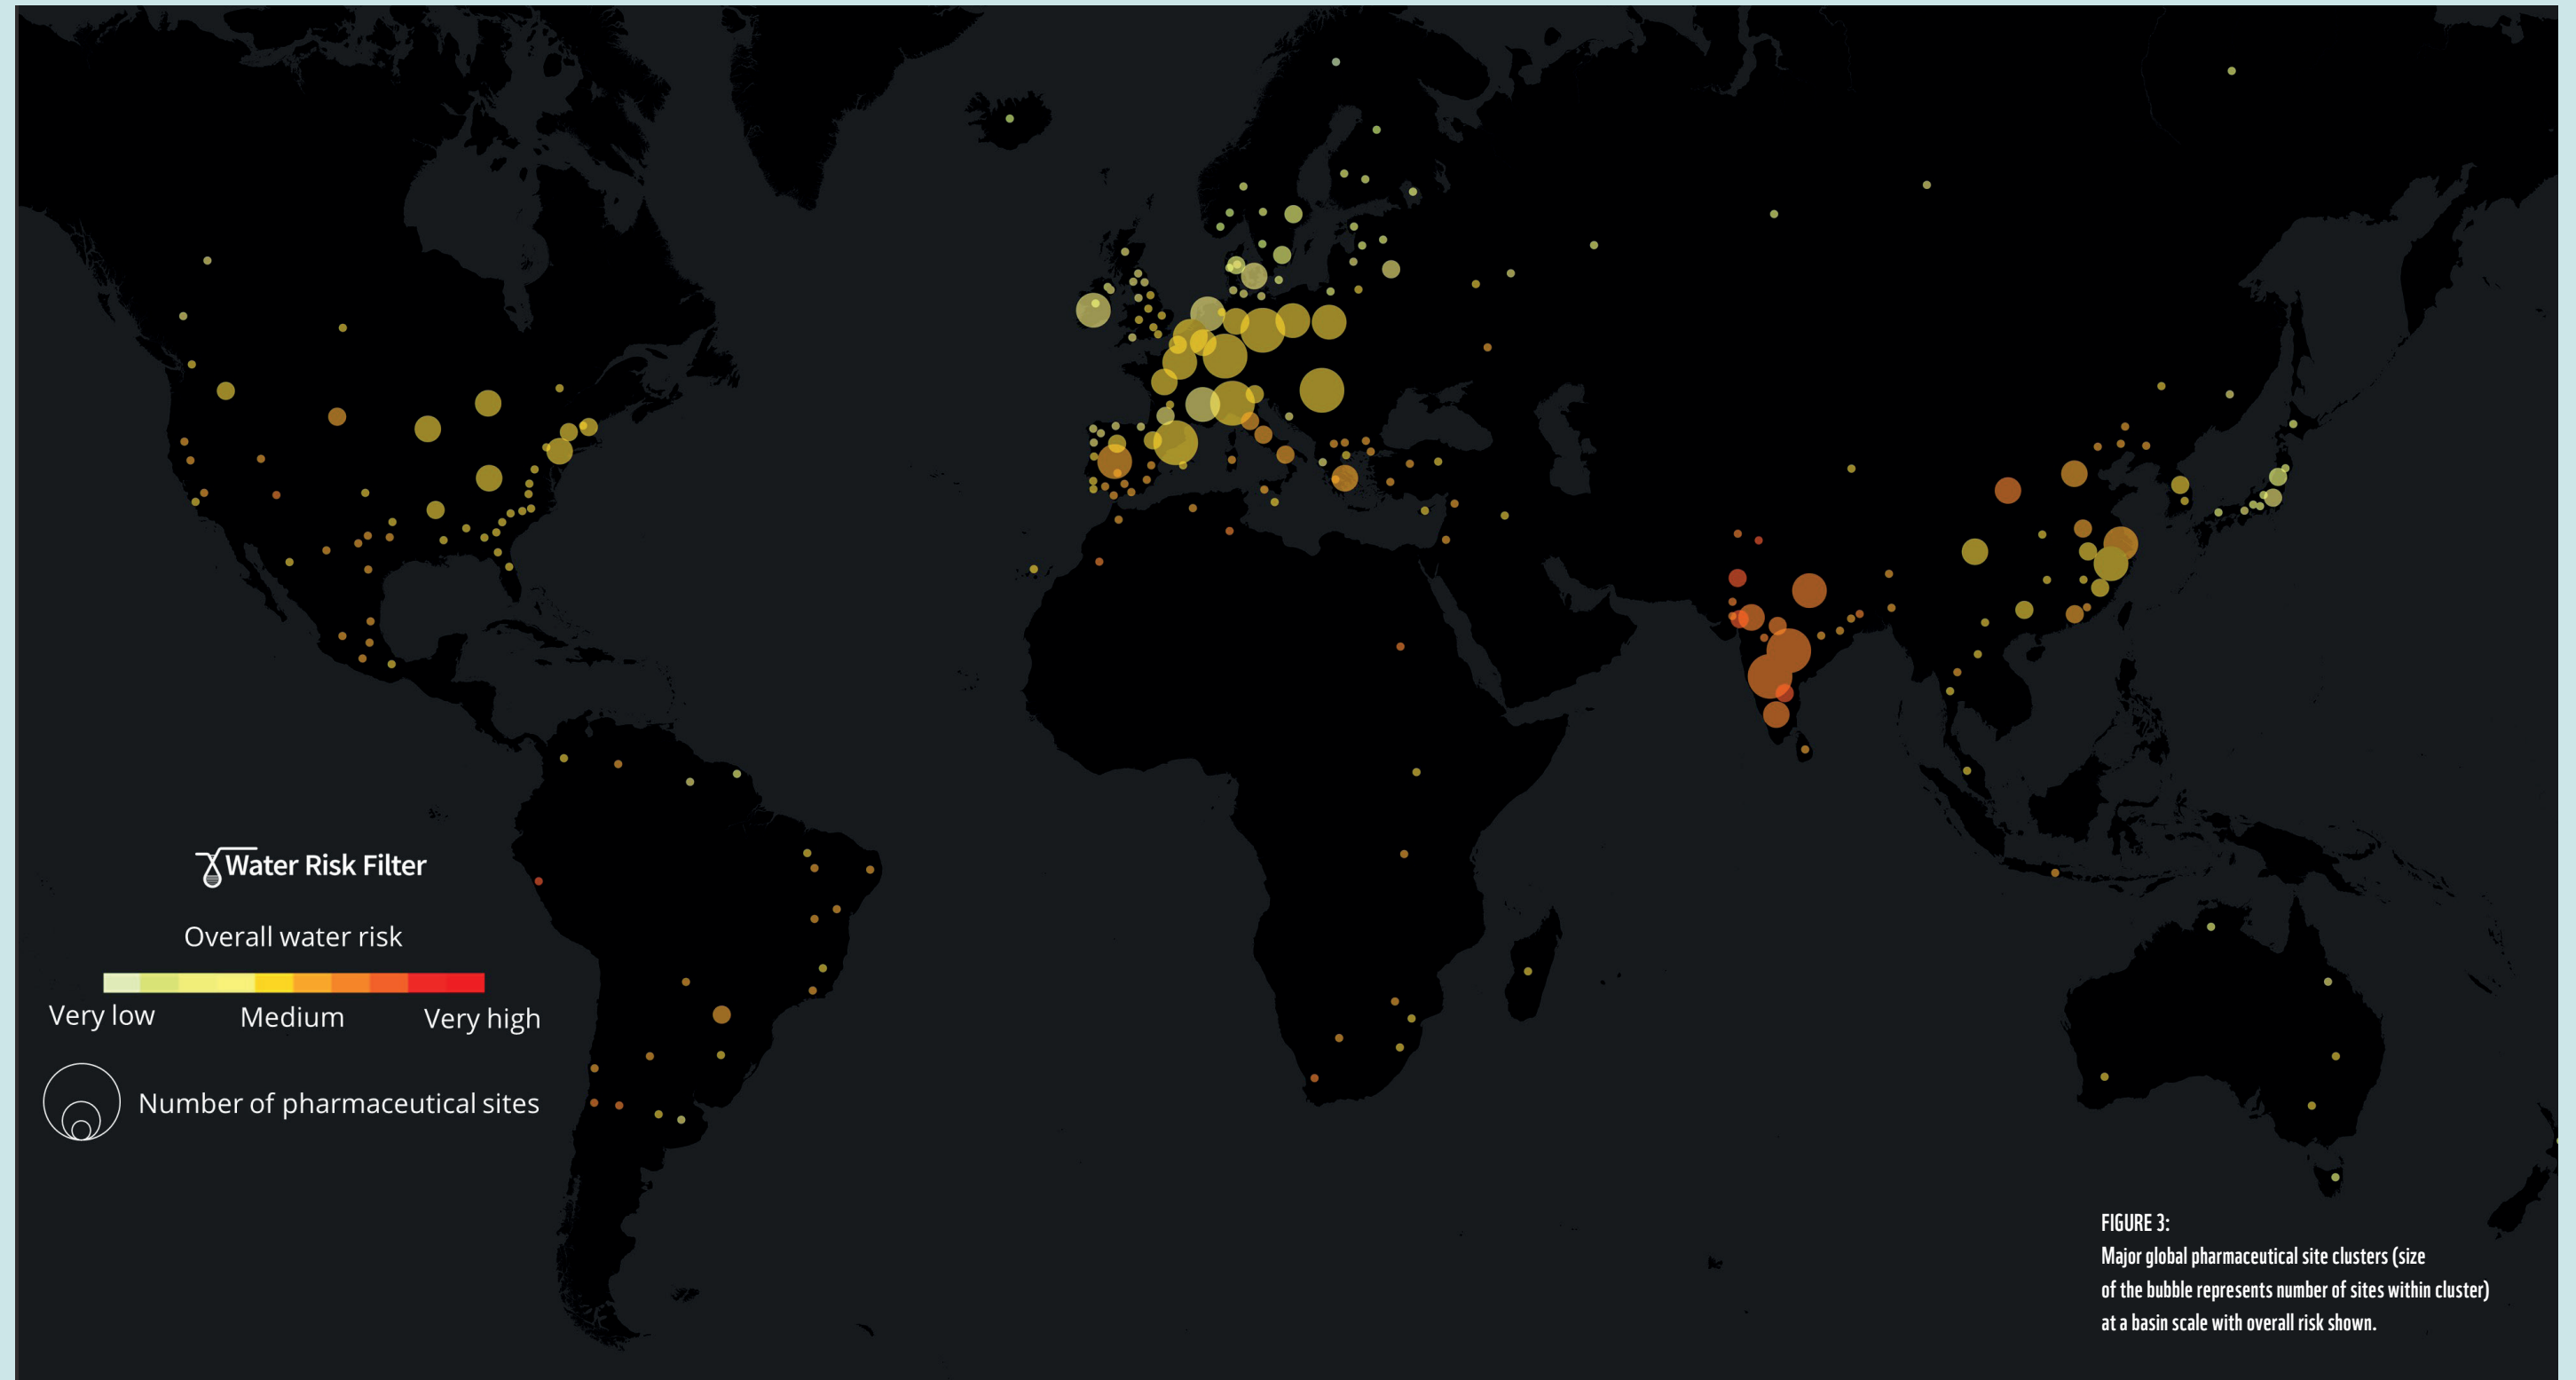 Water Risk Filter
Overall water risk
Very low
Medium
Very high
Number of pharmaceutical sites
FIGURE 3:
Major global pharmaceutical site clusters (size
of the bubble represents number of sites within cluster)
at a basin scale with overall risk shown.